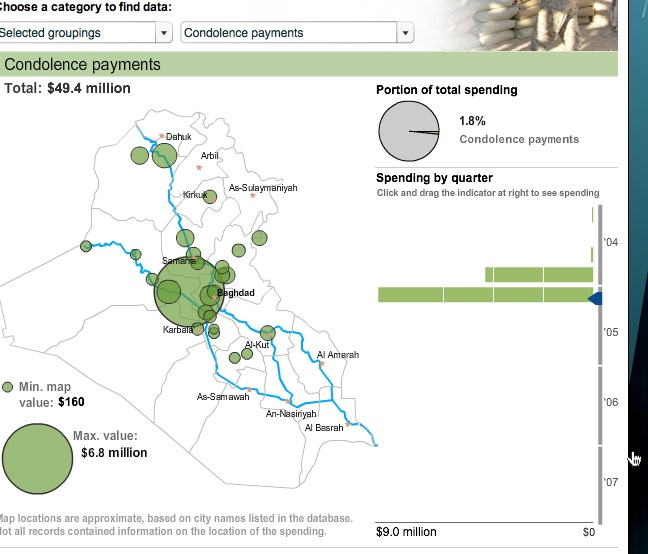 Choose a category to find data:
Selected groupings
Condolence payments
Condolence payments
Total: $49.4 million
Portion of total spending
1.8%
Condolence payments
Spending by quarter
Click and drag the indicator at right to see spending
Dahuk
Arbil
Kirkuk
As-Sulaymaniyah
Samarra
Baghdad
Karbala
Al-Kut
Al Amarah
As-Samawah
An-Nasiriyah
Al Basrah
'04
'05
'06
'07
Min. map
value: $160
Max. value:
$6.8 million
Map locations are approximate, based on city names listed in the database.
Not all records contained information on the location of the spending.
$9.0 million
$0